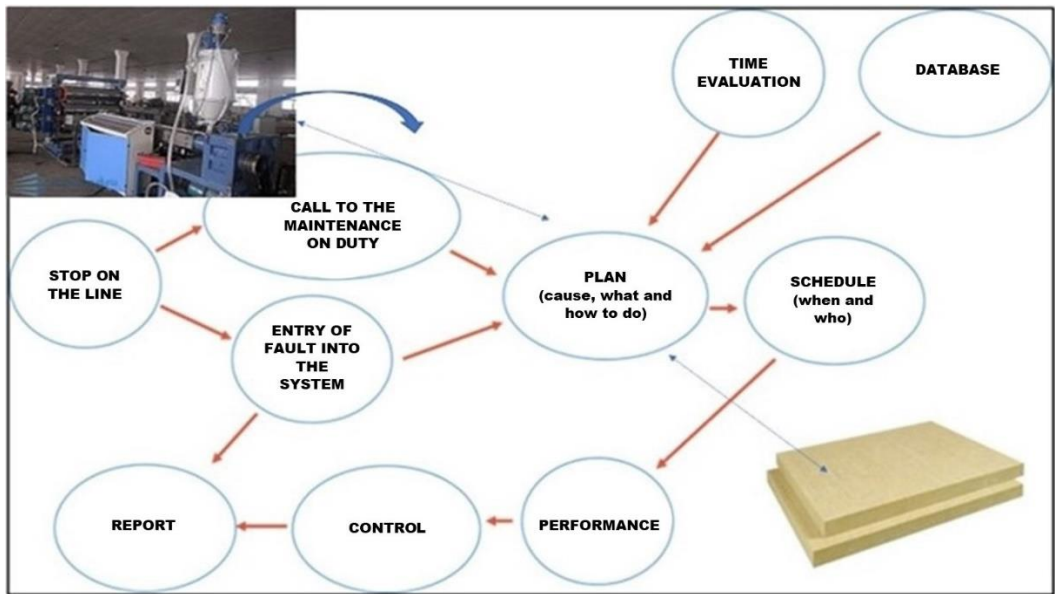 TIME
EVALUATION
DATABASE
CALL TO THE
MAINTENANCE
ON DUTY
STOP ON
THE LINE
PLAN
(cause, what and
how to do)
SCHEDULE
(when and
who)
ENTRY OF
FAULT INTO
THE
SYSTEM
REPORT
CONTROL
PERFORMANCE